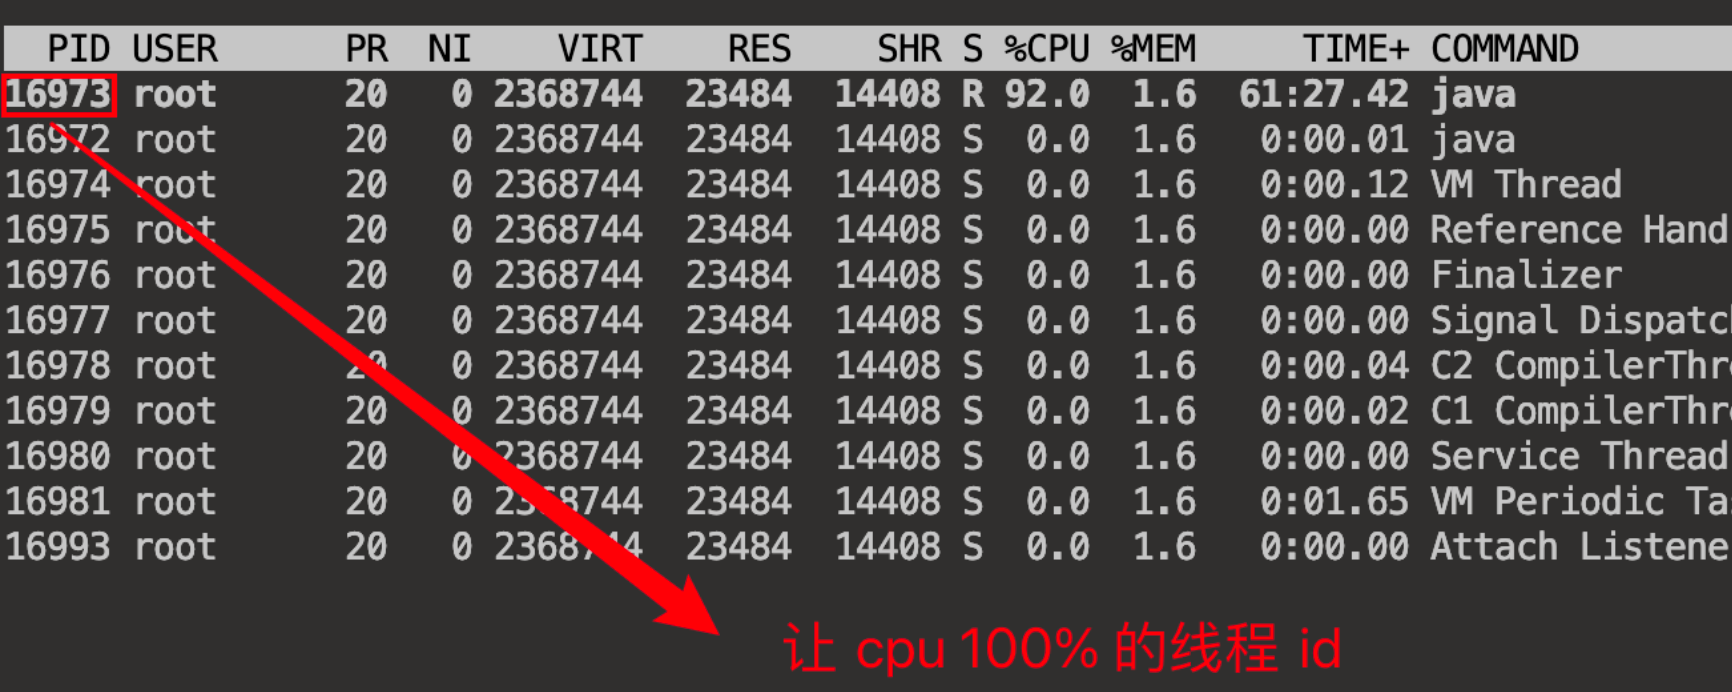 PID USER PR NI VIRT RES SHR S %CPU %MEM TIME+ COMMAND
16973 root 20 0 2368744 23484 14408 R 92.0 1.6 61:27.42 java
16972 root 20 0 2368744 23484 14408 S 0.0 1.6 0:00.01 java
16974 root 20 0 2368744 23484 14408 S 0.0 1.6 0:00.12 VM Thread
16975 root 20 0 2368744 23484 14408 S 0.0 1.6 0:00.00 Reference Hand
16976 root 20 0 2368744 23484 14408 S 0.0 1.6 0:00.00 Finalizer
16977 root 20 0 2368744 23484 14408 S 0.0 1.6 0:00.00 Signal Dispatc
16978 root 20 0 2368744 23484 14408 S 0.0 1.6 0:00.04 C2 CompilerThr
16979 root 20 0 2368744 23484 14408 S 0.0 1.6 0:00.02 C1 CompilerThr
16980 root 20 0 2368744 23484 14408 S 0.0 1.6 0:00.00 Service Thread
16981 root 20 0 2368744 23484 14408 S 0.0 1.6 0:01.65 VM Periodic Ta
16993 root 20 0 2368744 23484 14408 S 0.0 1.6 0:00.00 Attach Listene
让 cpu 100% 的线程 id